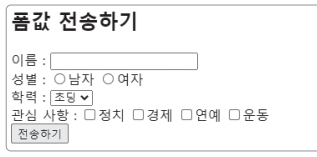 폼값 전송하기
이름 :
성별 : ○남자 ○여자
학력 : 초딩
관심 사항 : □정치 □경제 □연예 □운동
전송하기